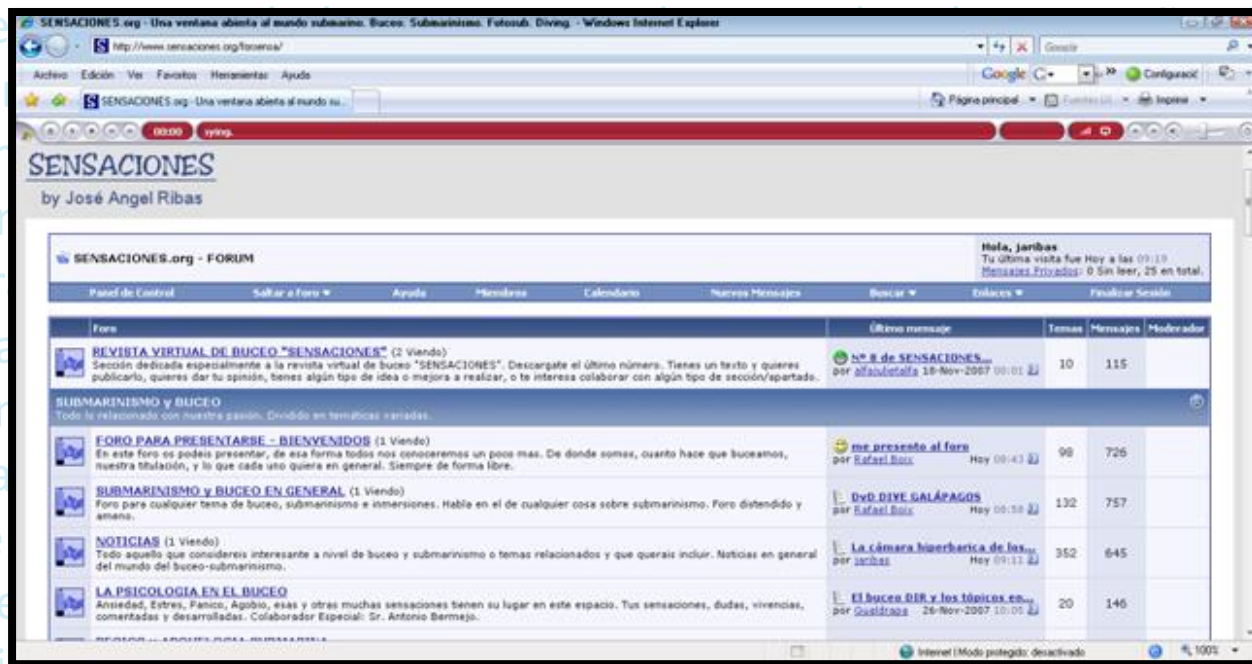 SENSACIONES.org - Una ventana abierta al mundo submarino. Buceo. Submarinismo. Fotosub. Diving. - Windows Internet Explorer
http://www.sensaciones.org/forosensa/
Google
Archivo Edición Ver Favoritos Herramientas Ayuda
Google
SENSACIONES.org - Una ventana abierta al mundo su...
Página principal Imprimir
00:00
SENSACIONES
by José Angel Ribas
SENSACIONES.org - FORUM
Hola, jaribas
Tu última visita fue Hoy a las 09:19
Mensajes Privados: 0 Sin leer, 25 en total.
Panel de Control Saltar a Foro Ayuda Miembros Calendario Nuevos Mensajes Buscar Enlaces Finalizar Sesión
Foro Último mensaje Temas Mensajes Moderador
REVISTA VIRTUAL DE BUCEO "SENSACIONES" (2 Viendo)
Sección dedicada especialmente a la revista virtual de buceo "SENSACIONES". Descargate el último número. Tienes un texto y quieres
publicarlo, quieres dar tu opinión, tienes algún tipo de idea o mejora a realizar, o te interesa colaborar con algún tipo de sección/apartado.
Nº 8 de SENSACIONES...
por 18-Nov-2007 00:01
10 115
SUBMARINISMO y BUCEO
Todo lo relacionado con nuestra pasión. Dividido en temáticas variadas.
FORO PARA PRESENTARSE - BIENVENIDOS (1 Viendo)
En este foro os podeis presentar, de esa forma todos nos conoceremos un poco mas. De donde somos, cuanto hace que buceamos,
nuestra titulación, y lo que cada uno quiera en general. Siempre de forma libre.
me presento al foro
por Rafael Boix Hoy 09:43
98 726
SUBMARINISMO y BUCEO EN GENERAL (1 Viendo)
Foro para cualquier tema de buceo, submarinismo e inmersiones. Habla en el de cualquier cosa sobre submarinismo. Foro distendido y
ameno.
DvD DIVE GALÁPAGOS
por Rafael Boix Hoy
132 757
NOTICIAS (1 Viendo)
Todo aquello que considereis interesante a nivel de buceo y submarinismo o temas relacionados y que querais incluir. Noticias en general
del mundo del buceo-submarinismo.
La cámara hiperbarica de los...
por jaribas Hoy 09:11
352 645
LA PSICOLOGIA EN EL BUCEO
Ansiedad, Estres, Panico, Agobio, esas y otras muchas sensaciones tienen su lugar en este espacio. Tus sensaciones, dudas, vivencias,
comentadas y desarrolladas. Colaborador Especial: Sr. Antonio Bermejo.
El buceo DIR y los tópicos en...
por Gualdrapa 26-Nov-2007
20 146
Internet | Modo protegido: desactivado 100%